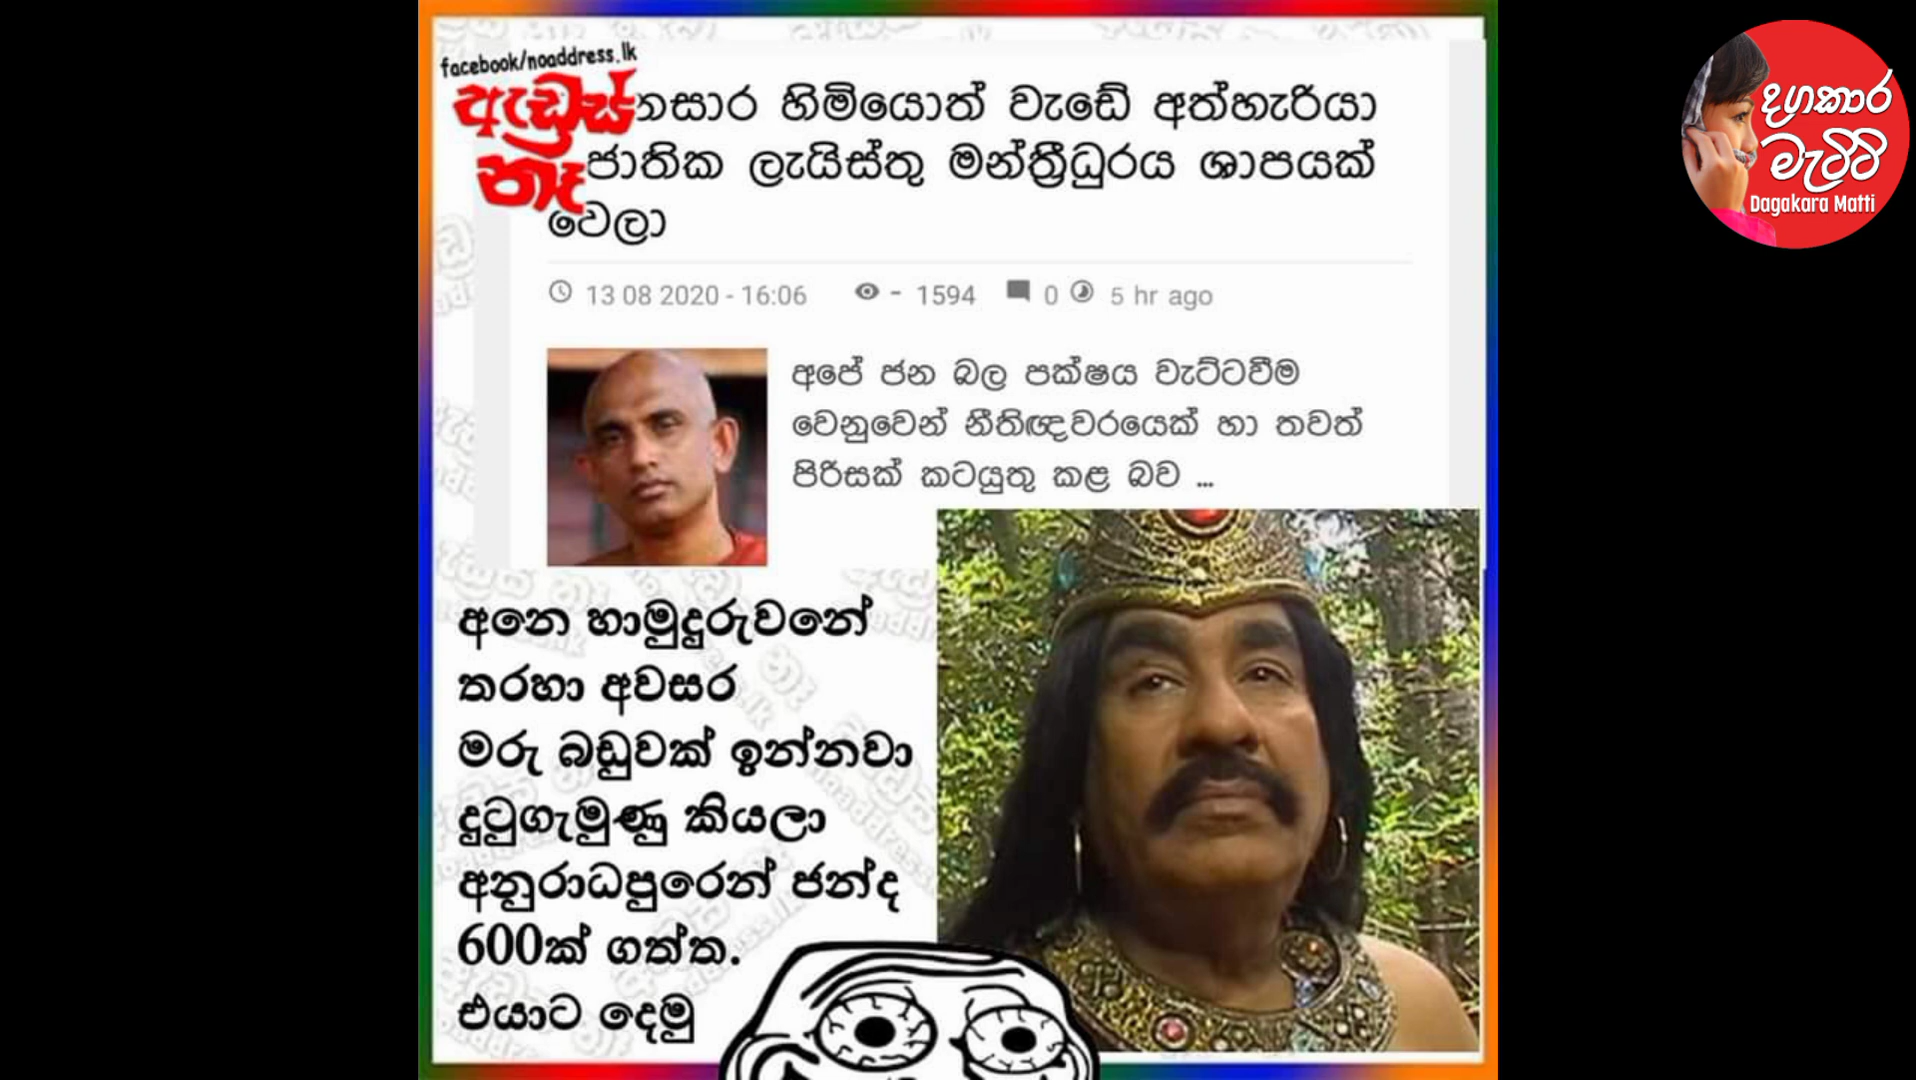 facebook/noaddress.lk
ඇඩ්‍රස් නෑ
නසාර හිමියොත් වැඩේ අත්හැරියා
ජාතික ලැයිස්තු මන්ත්‍රීධුරය ශාපයක්
වෙලා
13 08 2020 - 16:06 - 1594 0 5 hr ago
අපේ ජන බල පක්ෂය වැට්ටවීම
වෙනුවෙන් නීතිඥවරයෙක් හා තවත්
පිරිසක් කටයුතු කළ බව ...
අනෙ හාමුදුරුවනේ
තරහා අවසර
මරු බඩුවක් ඉන්නවා
දුටුගැමුණු කියලා
අනුරාධපුරෙන් ජන්ද
600ක් ගත්ත.
එයාට දෙමු
දගකාර
මැට්ටි
Dagakara Matti